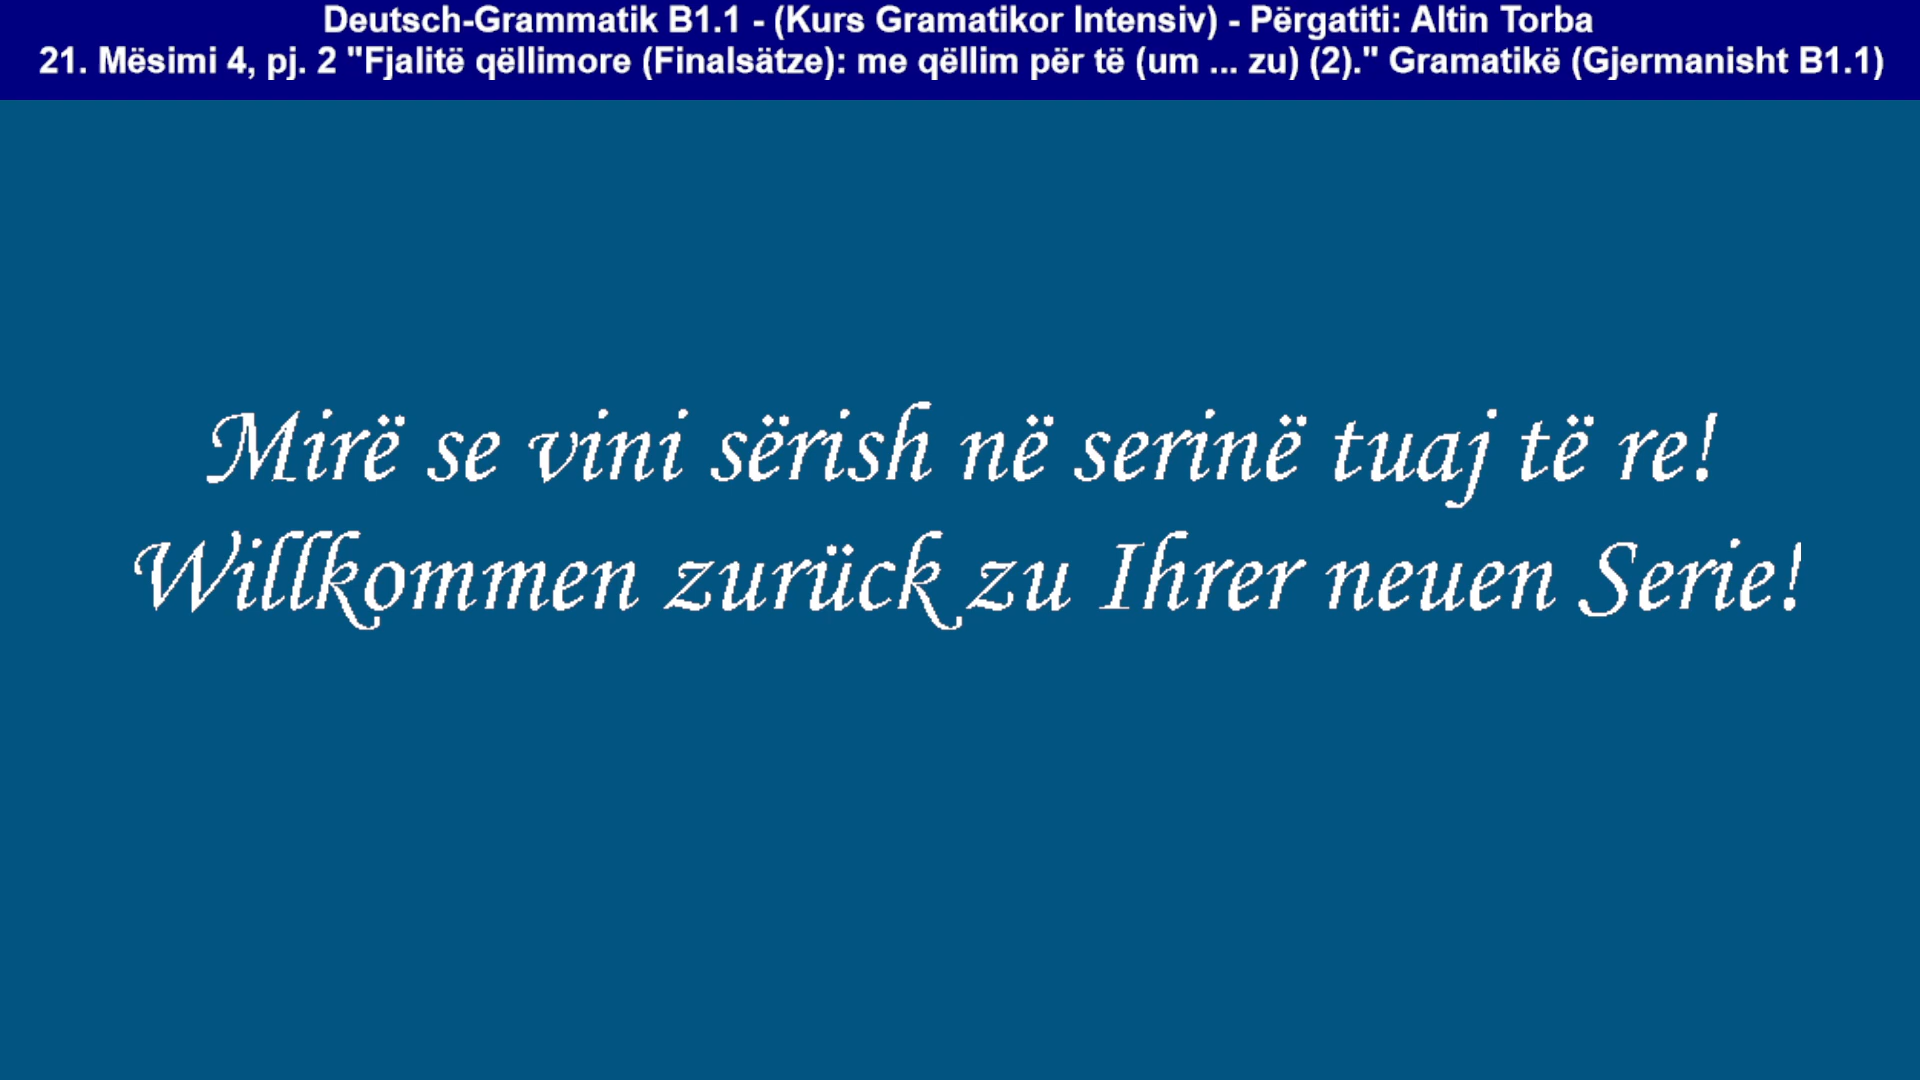 Deutsch-Grammatik B1.1 - (Kurs Gramatikor Intensiv) - Përgatiti: Altin Torba
21. Mësimi 4, pj. 2 "Fjalitë qëllimore (Finalsätze): me qëllim për të (um ... zu) (2)." Gramatikë (Gjermanisht B1.1)
Mirë se vini sërish në serinë tuaj të re!
Willkommen zurück zu Ihrer neuen Serie!